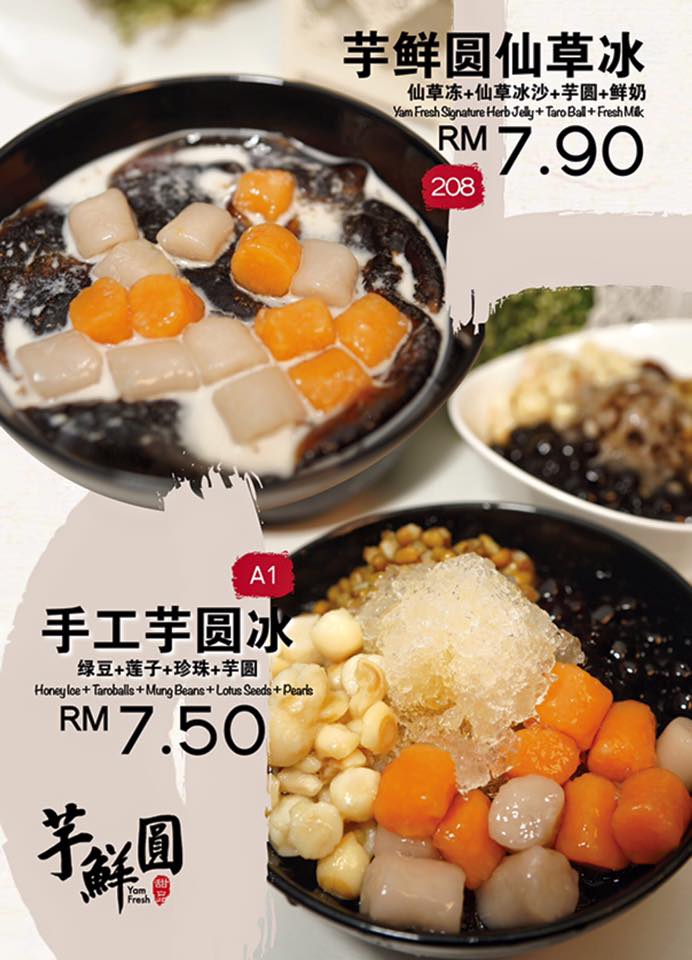 芋鲜圆仙草冰
仙草冻+仙草冰沙+芋圆+鲜奶
Yam Fresh Signature Herb Jelly + Taro Ball + Fresh Milk
RM 7.90
208
A1
手工芋圆冰
绿豆+莲子+珍珠+芋圆
Honey Ice + Taroballs + Mung Beans + Lotus Seeds + Pearls
RM 7.50
芋鮮圓
Yam
Fresh
甜品